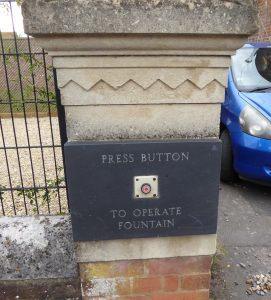 PRESS BUTTON
TO OPERATE
FOUNTAIN